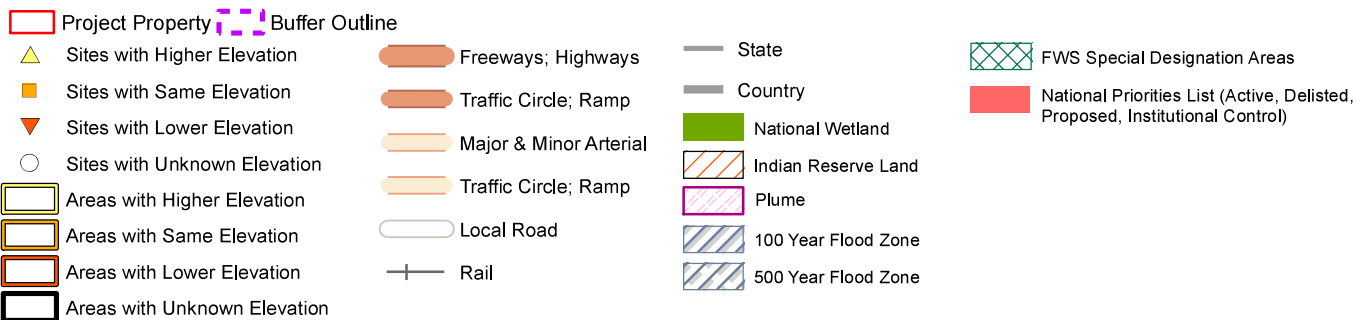 Project Property
Buffer Outline
Sites with Higher Elevation
Sites with Same Elevation
Sites with Lower Elevation
Sites with Unknown Elevation
Areas with Higher Elevation
Areas with Same Elevation
Areas with Lower Elevation
Areas with Unknown Elevation
Freeways; Highways
Traffic Circle; Ramp
Major & Minor Arterial
Traffic Circle; Ramp
Local Road
Rail
State
Country
National Wetland
Indian Reserve Land
Plume
100 Year Flood Zone
500 Year Flood Zone
FWS Special Designation Areas
National Priorities List (Active, Delisted,
Proposed, Institutional Control)